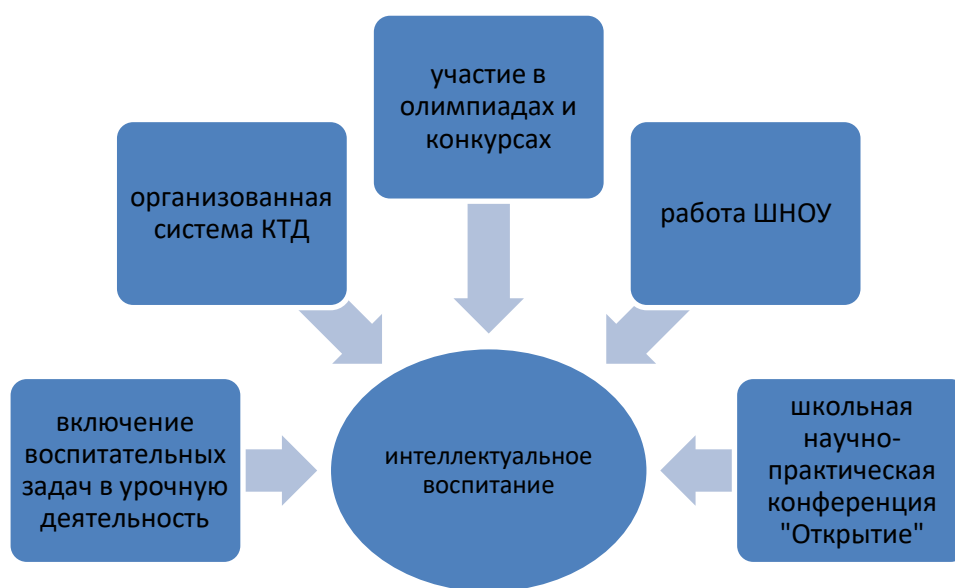 участие в
олимпиадах и
конкурсах
организованная
система КТД
работа ШНОУ
включение
воспитательных
задач в урочную
деятельность
интеллектуальное
воспитание
школьная
научно-
практическая
конференция
"Открытие"